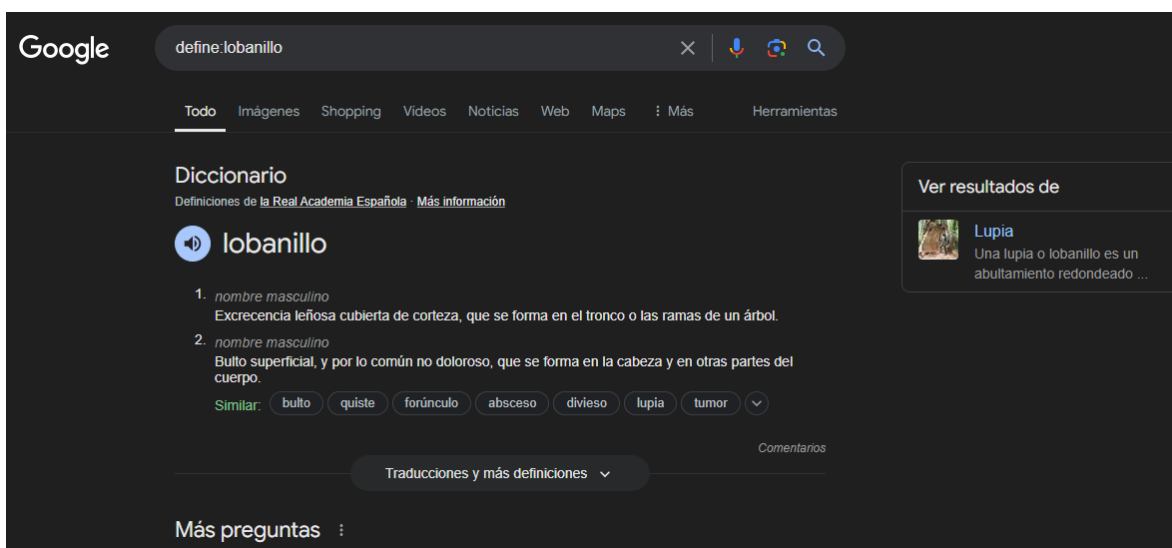 Google
define:lobanillo
Todo Imágenes Shopping Vídeos Noticias Web Maps Más Herramientas
Diccionario
Definiciones de la Real Academia Española · Más información
lobanillo
1. nombre masculino
Excrecencia leñosa cubierta de corteza, que se forma en el tronco o las ramas de un árbol.
2. nombre masculino
Bulto superficial, y por lo común no doloroso, que se forma en la cabeza y en otras partes del
cuerpo.
Similar: bulto quiste forúnculo absceso divieso lupia tumor
Comentarios
Traducciones y más definiciones
Más preguntas
Ver resultados de
Lupia
Una lupia o lobanillo es un
abultamiento redondeado ...